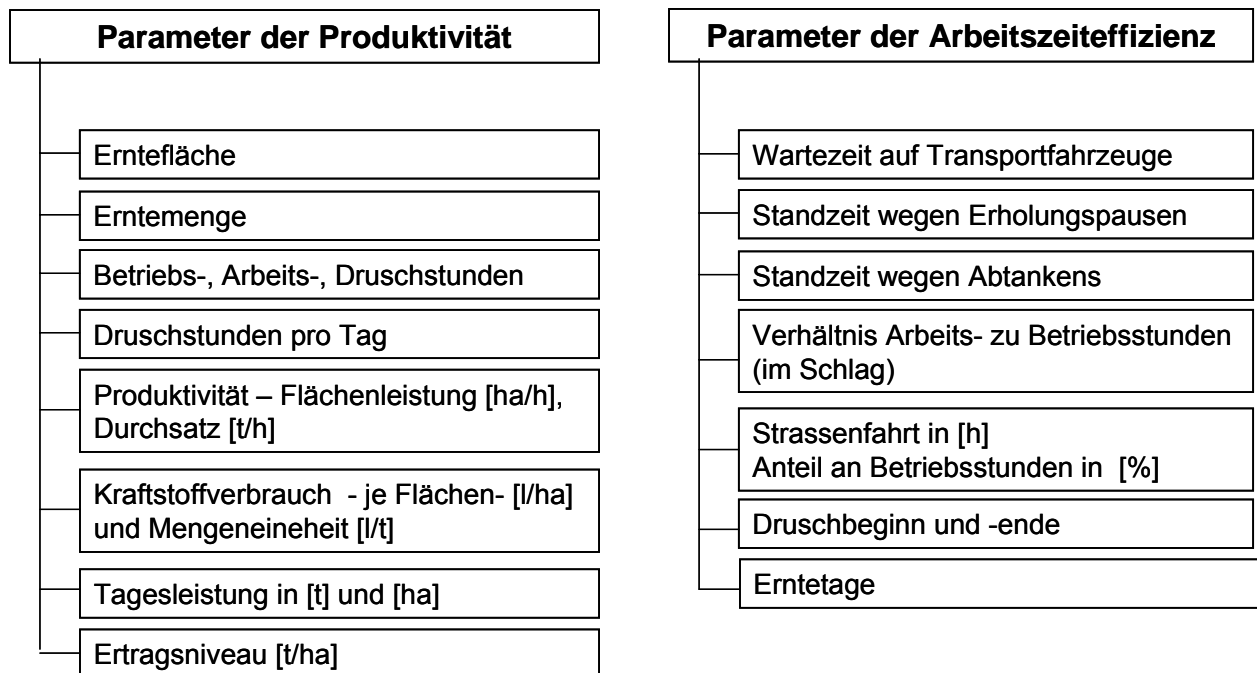 Parameter der Produktivität
Erntefläche
Erntemenge
Betriebs-, Arbeits-, Druschstunden
Druschstunden pro Tag
Produktivität – Flächenleistung [ha/h],
Durchsatz [t/h]
Kraftstoffverbrauch - je Flächen- [l/ha]
und Mengeneineheit [l/t]
Tagesleistung in [t] und [ha]
Ertragsniveau [t/ha]
Parameter der Arbeitszeiteffizienz
Wartezeit auf Transportfahrzeuge
Standzeit wegen Erholungspausen
Standzeit wegen Abtankens
Verhältnis Arbeits- zu Betriebsstunden
(im Schlag)
Strassenfahrt in [h]
Anteil an Betriebsstunden in [%]
Druschbeginn und -ende
Erntetage